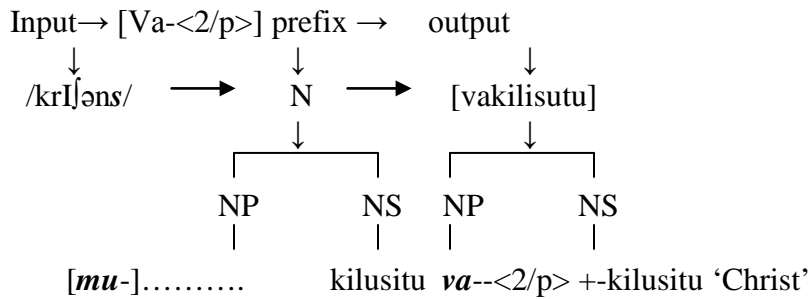 Input→ [Va-<2/p>] prefix → output
↓ ↓ ↓
/krIʃəns/ → N → [vakilisutu]
↓ ↓
NP NS NP NS
[mu-].......... kilusitu va--<2/p> +-kilusitu ‘Christ’